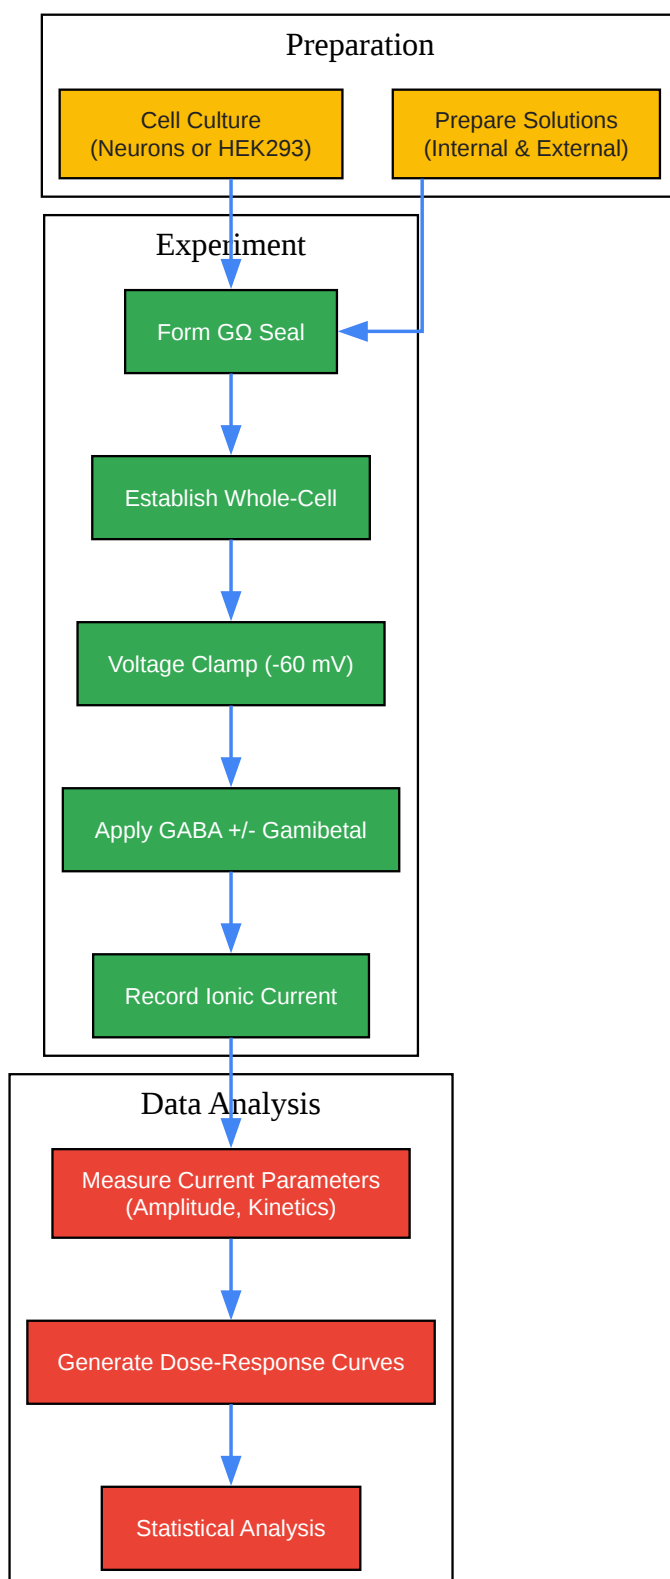 Preparation
Cell Culture
(Neurons or HEK293)
Prepare Solutions
(Internal & External)
Experiment
Form GΩ Seal
Establish Whole-Cell
Voltage Clamp (-60 mV)
Apply GABA +/- Gamibetal
Record Ionic Current
Data Analysis
Measure Current Parameters
(Amplitude, Kinetics)
Generate Dose-Response Curves
Statistical Analysis